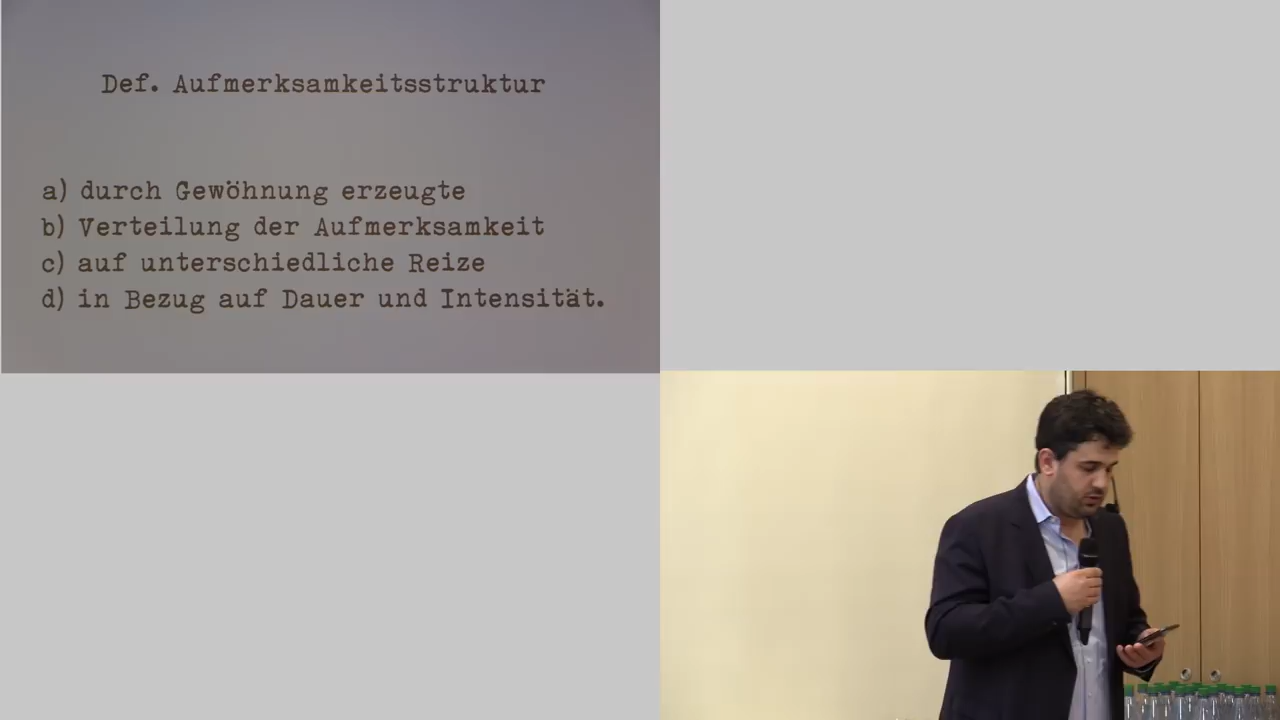 Def. Aufmerksamkeitsstruktur
a) durch Gewöhnung erzeugte
b) Verteilung der Aufmerksamkeit
c) auf unterschiedliche Reize
d) in Bezug auf Dauer und Intensität.